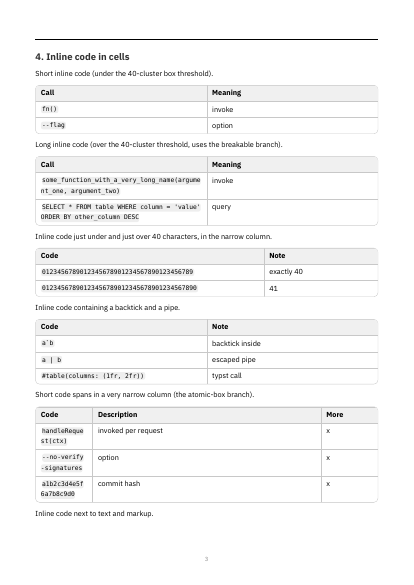 4. Inline code in cells
Short inline code (under the 40-cluster box threshold).
Call Meaning
fn() invoke
--flag option
Long inline code (over the 40-cluster threshold, uses the breakable branch).
Call Meaning
some_function_with_a_very_long_name(argume invoke
nt_one, argument_two)
SELECT * FROM table WHERE column = 'value' query
ORDER BY other_column DESC
Inline code just under and just over 40 characters, in the narrow column.
Code Note
0123456789012345678901234567890123456789 exactly 40
01234567890123456789012345678901234567890 41
Inline code containing a backtick and a pipe.
Code Note
a`b backtick inside
a | b escaped pipe
#table(columns: (1fr, 2fr)) typst call
Short code spans in a very narrow column (the atomic-box branch).
Code Description More
handleReque invoked per request x
st(ctx)
--no-verify option x
-signatures
a1b2c3d4e5f commit hash x
6a7b8c9d0
Inline code next to text and markup.
3